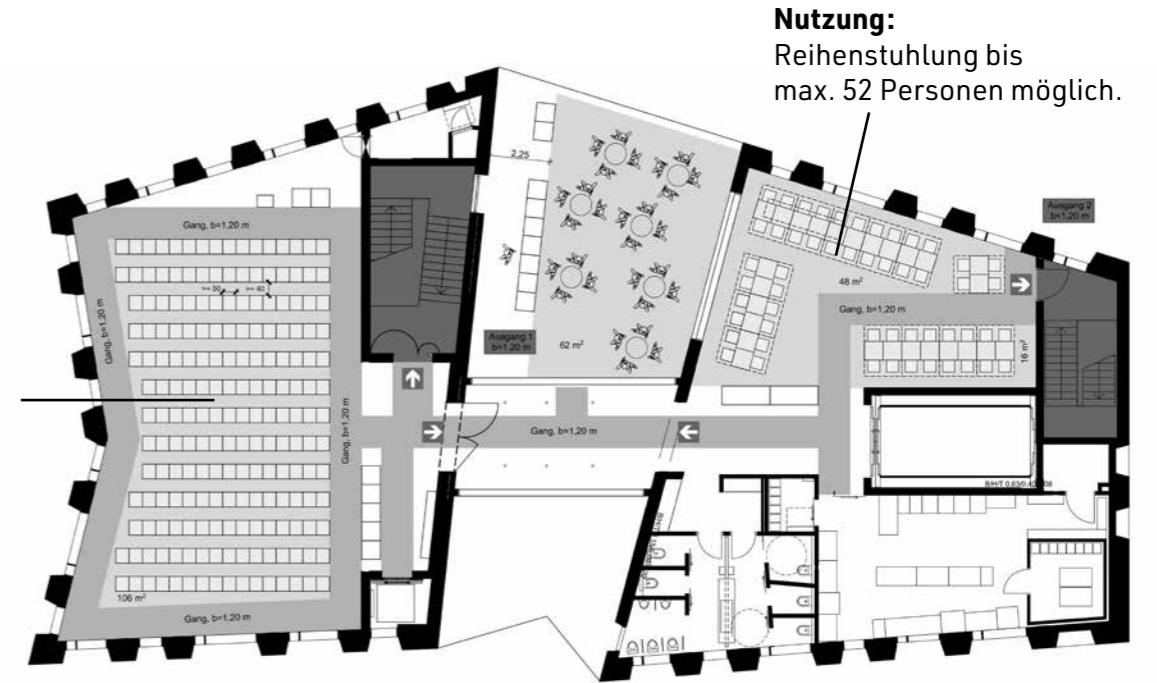 Nutzung:
Reihenstuhlung bis
max. 52 Personen möglich.
2,25
Ausgang 2
b=1,20 m
Gang, b=1,20 m
>= 50
>= 40
48 m²
Gang, b=1,20 m
Gang, b=1,20 m
Ausgang 1
b=1,20 m
62 m²
16 m²
Gang, b=1,20 m
Gang, b=1,20 m
106 m²
Gang, b=1,20 m